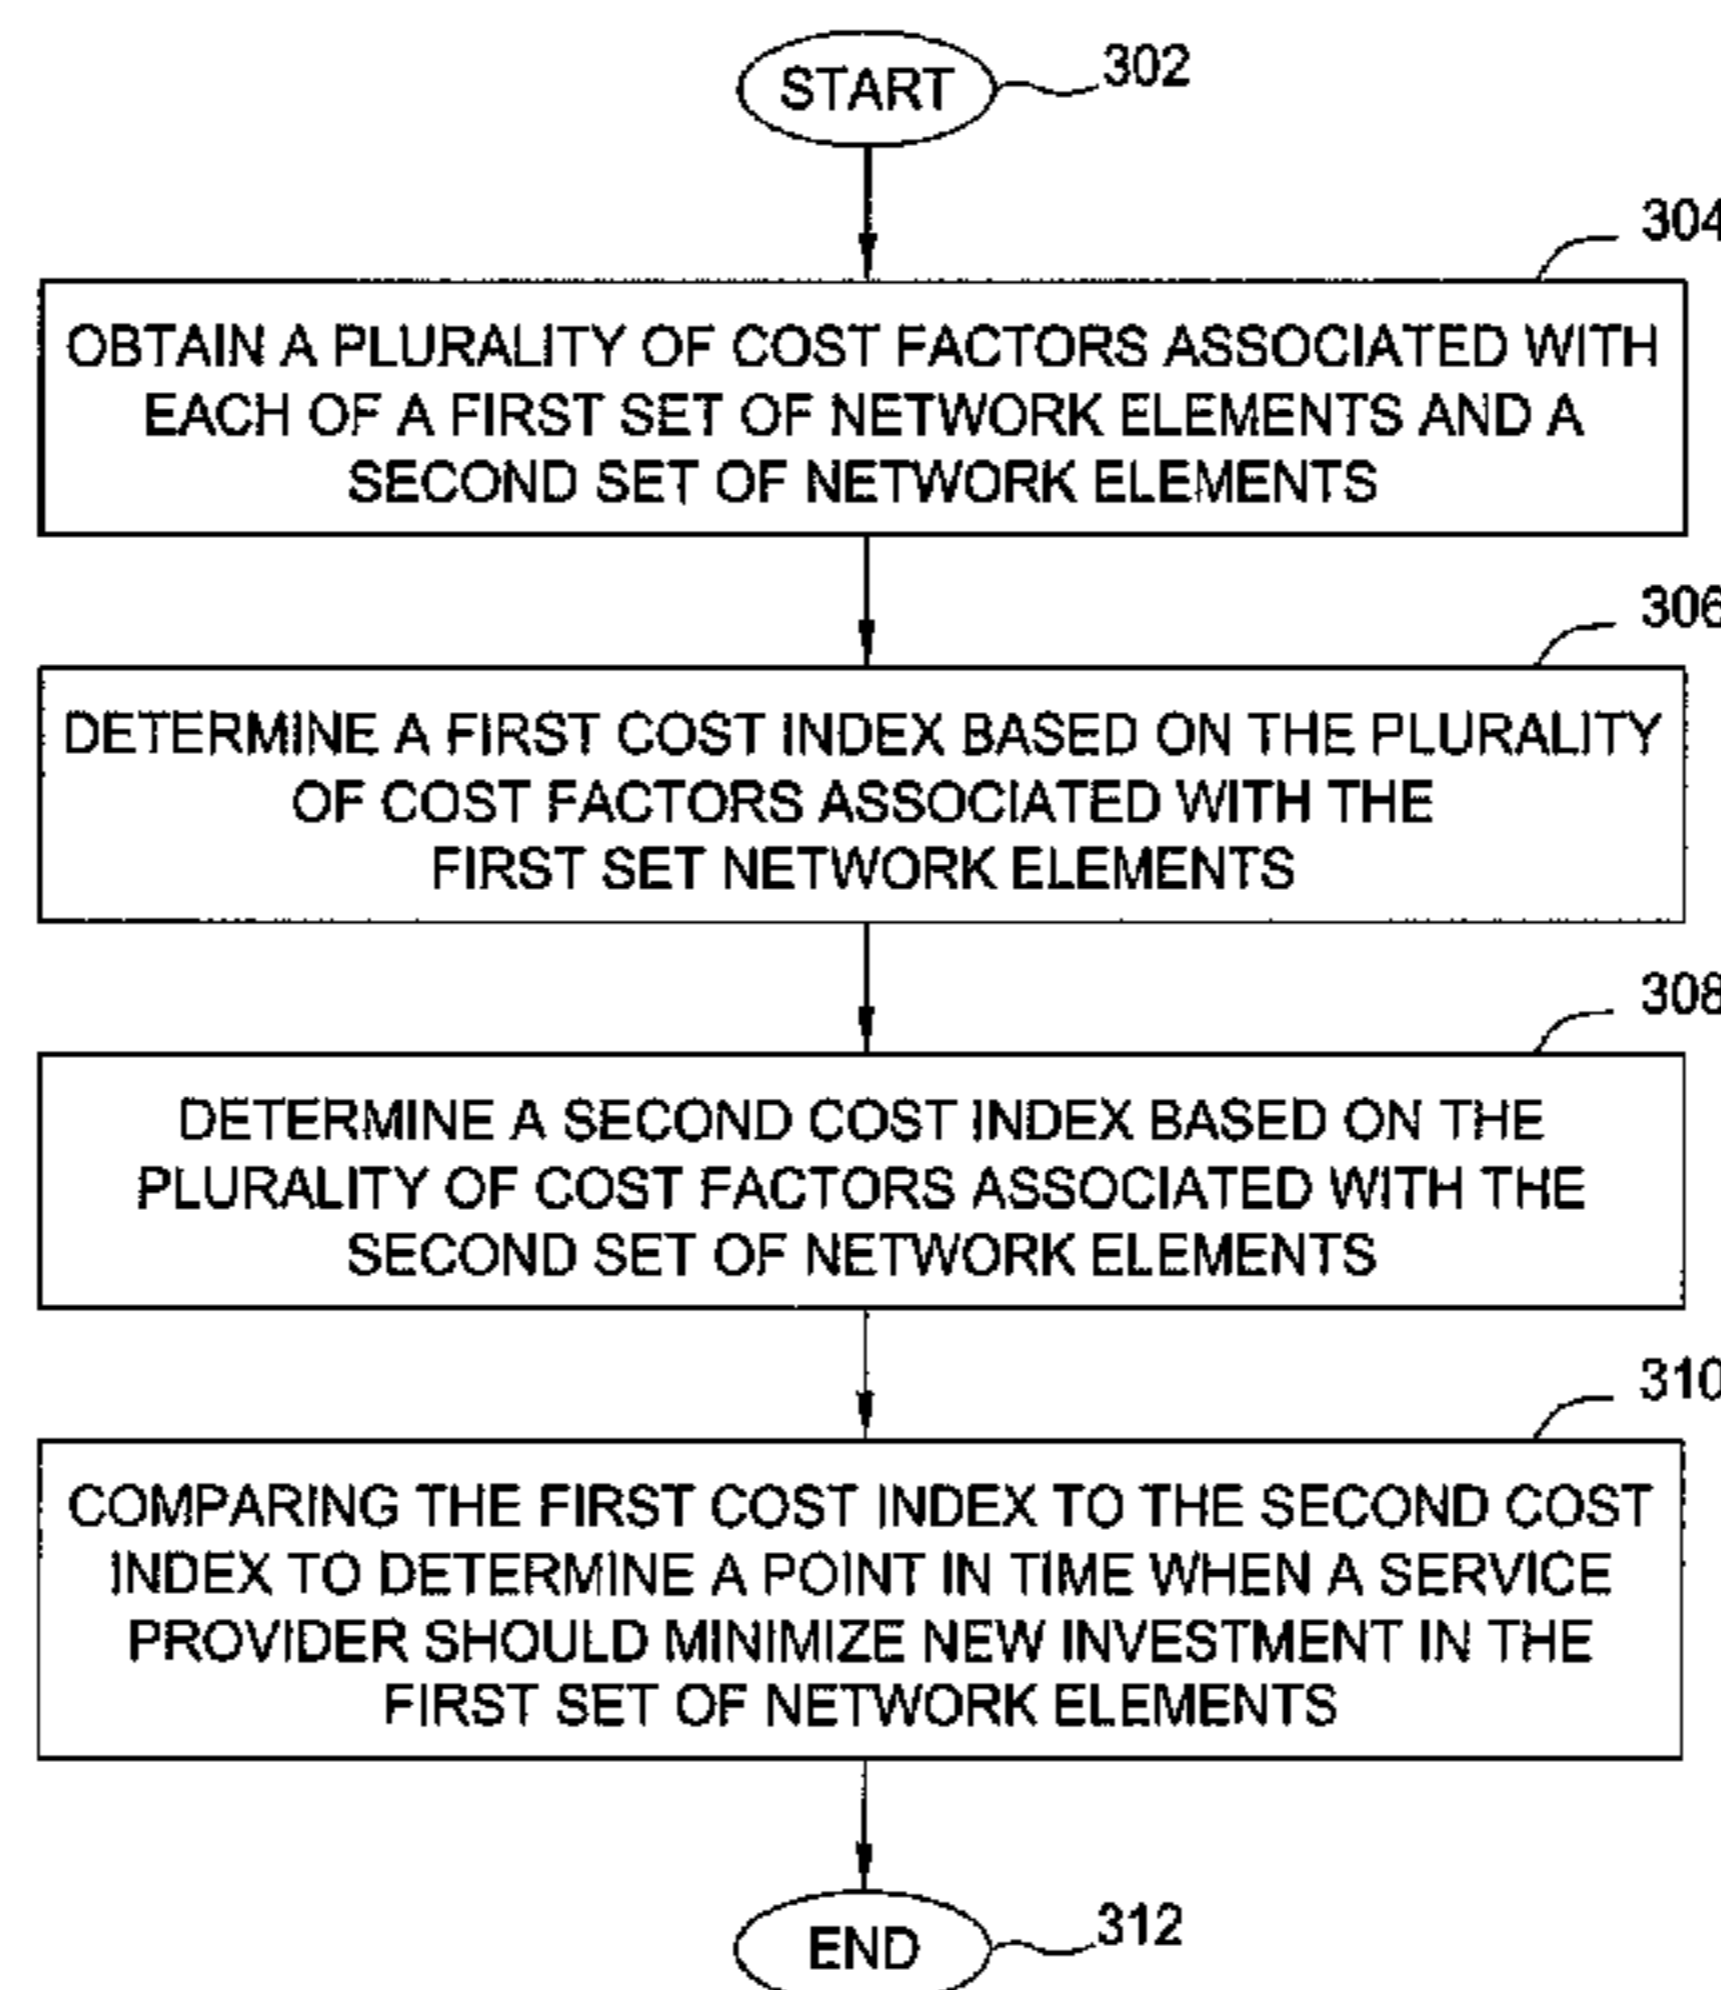 START
302
304
OBTAIN A PLURALITY OF COST FACTORS ASSOCIATED WITH
EACH OF A FIRST SET OF NETWORK ELEMENTS AND A
SECOND SET OF NETWORK ELEMENTS
306
DETERMINE A FIRST COST INDEX BASED ON THE PLURALITY
OF COST FACTORS ASSOCIATED WITH THE
FIRST SET NETWORK ELEMENTS
308
DETERMINE A SECOND COST INDEX BASED ON THE
PLURALITY OF COST FACTORS ASSOCIATED WITH THE
SECOND SET OF NETWORK ELEMENTS
310
COMPARING THE FIRST COST INDEX TO THE SECOND COST
INDEX TO DETERMINE A POINT IN TIME WHEN A SERVICE
PROVIDER SHOULD MINIMIZE NEW INVESTMENT IN THE
FIRST SET OF NETWORK ELEMENTS
END
312